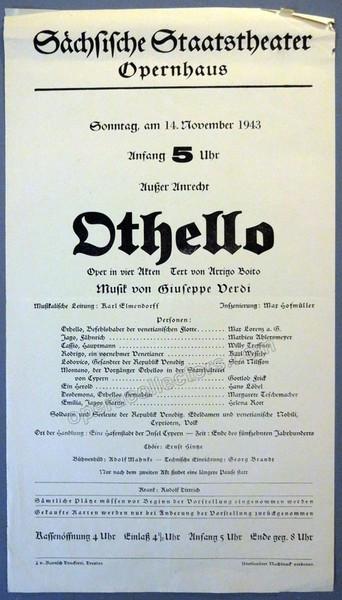 Sächsische Staatstheater
Opernhaus
Sonntag, am 14. November 1943
Anfang 5 Uhr
Außer Anrecht
Othello
Oper in vier Akten Text von Arrigo Boito
Musik von Giuseppe Verdi
Musikalische Leitung: Karl Elmendorff Inszenierung: Max Hofmüller
Personen:
Othello, Befehlshaber der venetianischen Flotte Max Lorenz a. G.
Jago, Fähnrich Mathieu Ahlersmeyer
Cassio, Hauptmann Willy Treffner
Rodrigo, ein vornehmer Venetianer Karl Wessely
Lodovico, Gesandter der Republik Venedig Sven Nilsson
Montano, der Vorgänger Othellos in der Statthalterei
von Cypern Gottlob Frick
Ein Herold Hans Löbel
Desdemona, Othellos Gemahlin Margarete Teschemacher
Emilia, Jagos Gattin Helena Rott
Soldaten und Seeleute der Republik Venedig. Edeldamen und venetianische Nobili,
Cyprioten, Volk
Ort der Handlung: Eine Hafenstadt der Insel Cypern — Zeit: Ende des fünfzehnten Jahrhunderts
Chöre: Ernst Hintze
Bühnenbild: Adolf Mahnke — Technische Einrichtung: Georg Brandt
Nur nach dem zweiten Akt findet eine längere Pause statt
Krank: Rudolf Dittrich
Sämtliche Plätze müssen vor Beginn der Vorstellung eingenommen werden
Gekaufte Karten werden nur bei Änderung der Vorstellung zurückgenommen
Kassenöffnung 4 Uhr Einlaß 4½ Uhr Anfang 5 Uhr Ende geg. 8 Uhr
Druckerei, Dresden